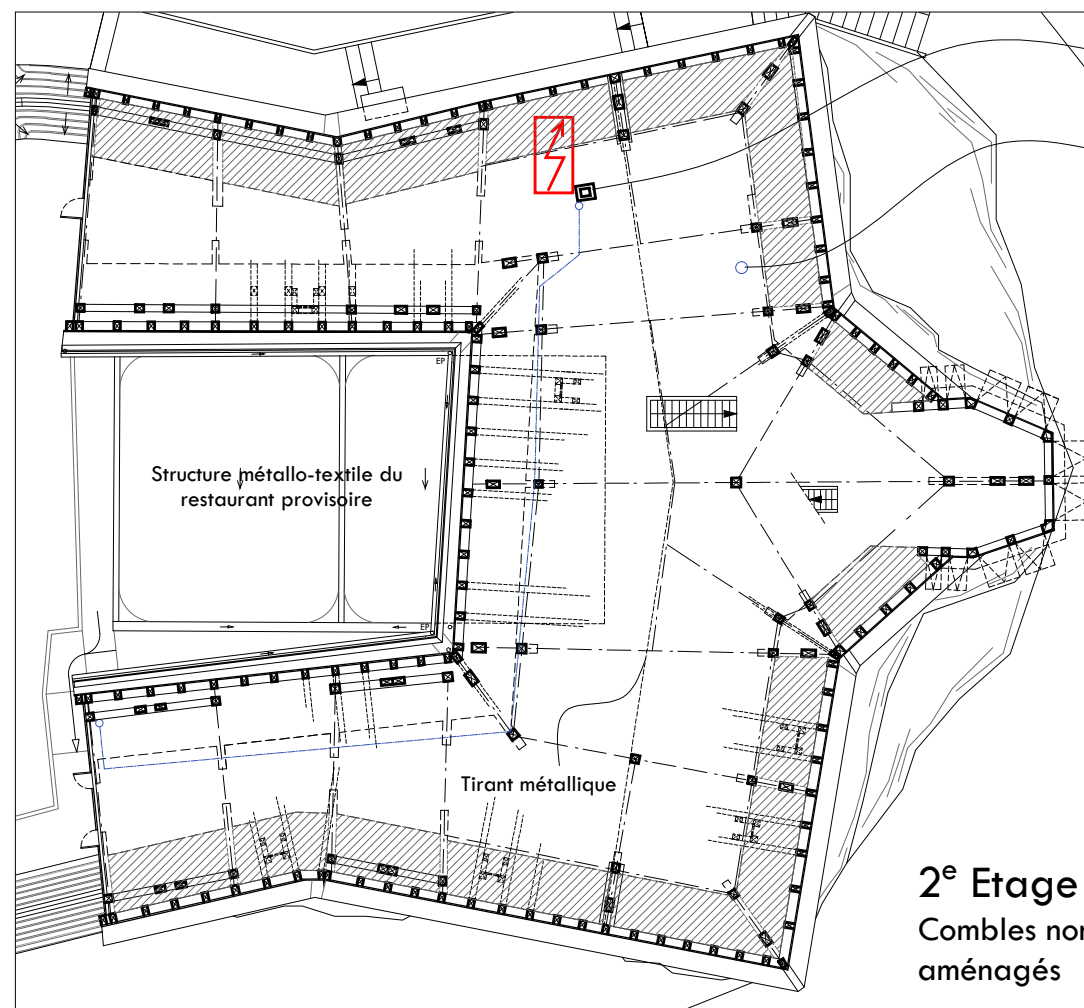 EP
Structure métallo-textile du
restaurant provisoire
EP
Tirant métallique
2e Etage
Combles non
aménagés